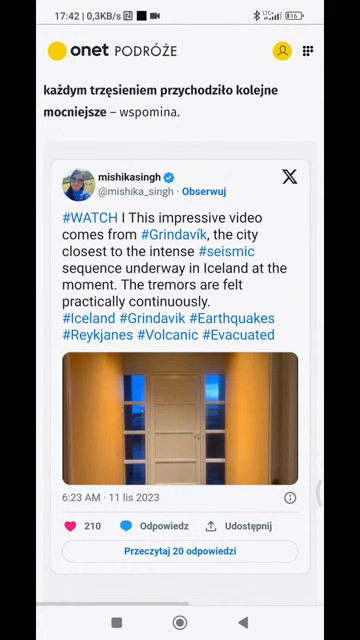 17:42 | 0,3KB/s
LTE+
16
onet PODRÓŻE
każdym trzęsieniem przychodziło kolejne
mocniejsze – wspomina.
mishikasingh
@mishika_singh · Obserwuj
#WATCH I This impressive video
comes from #Grindavík, the city
closest to the intense #seismic
sequence underway in Iceland at the
moment. The tremors are felt
practically continuously.
#Iceland #Grindavik #Earthquakes
#Reykjanes #Volcanic #Evacuated
6:23 AM · 11 lis 2023
210 Odpowiedz Udostępnij
Przeczytaj 20 odpowiedzi